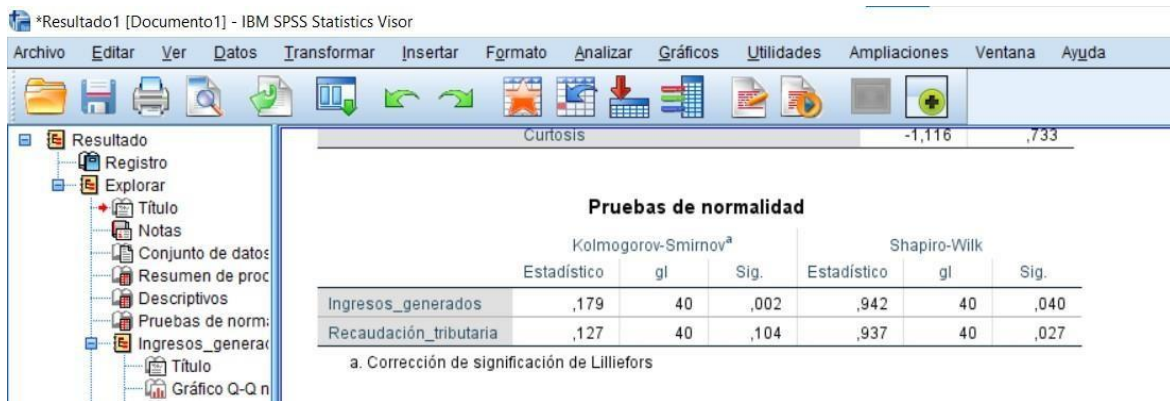 *Resultado1 [Documento1] - IBM SPSS Statistics Visor
Archivo Editar Ver Datos Transformar Insertar Formato Analizar Gráficos Utilidades Ampliaciones Ventana Ayuda
Resultado
Registro
Explorar
Título
Notas
Conjunto de datos
Resumen de proc
Descriptivos
Pruebas de norm
Ingresos_generad
Título
Gráfico Q-Q n
Curtosis -1,116 ,733
Pruebas de normalidad
Kolmogorov-Smirnovª Shapiro-Wilk
Estadístico gl Sig. Estadístico gl Sig.
Ingresos_generados ,179 40 ,002 ,942 40 ,040
Recaudación_tributaria ,127 40 ,104 ,937 40 ,027
a. Corrección de significación de Lilliefors